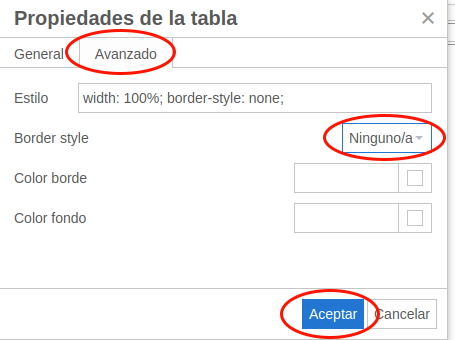 Propiedades de la tabla
General Avanzado
Estilo width: 100%; border-style: none;
Border style Ninguno/a
Color borde
Color fondo
Aceptar Cancelar